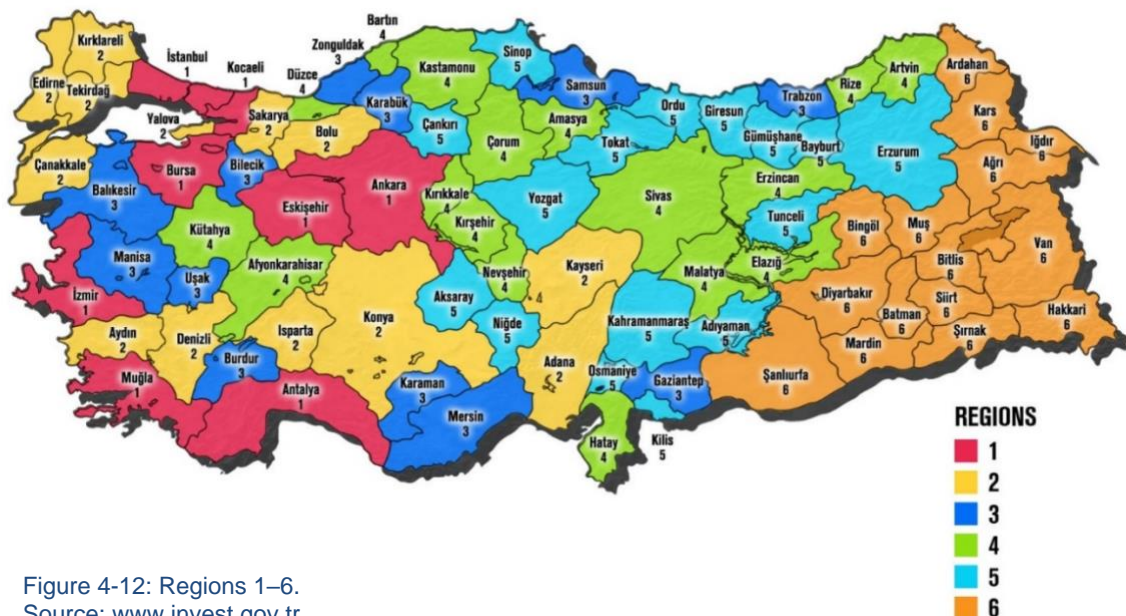 Bartın
4
Zonguldak
3
Sinop
5
Kırklareli
2
İstanbul
1
Kocaeli
1
Düzce
4
Kastamonu
4
Samsun
3
Artvin
4
Ardahan
6
Edirne
2
Tekirdağ
2
Karabük
3
Rize
4
Trabzon
3
Ordu
5
Giresun
5
Kars
6
Yalova
2
Sakarya
2
Bolu
2
Çankırı
5
Amasya
4
Gümüşhane
5
Bayburt
5
Iğdır
6
Çorum
4
Tokat
5
Erzurum
5
Ağrı
6
Çanakkale
2
Bursa
1
Bilecik
3
Balıkesir
3
Ankara
1
Kırıkkale
4
Yozgat
5
Sivas
4
Erzincan
4
Eskişehir
1
Kırşehir
4
Tunceli
5
Bingöl
6
Muş
6
Kütahya
4
Van
6
Manisa
3
Uşak
3
Afyonkarahisar
4
Nevşehir
4
4
Kayseri
2
Malatya
4
Elazığ
4
Bitlis
6
İzmir
1
Aksaray
5
Diyarbakır
6
Siirt
6
Batman
6
Hakkari
6
Konya
2
Niğde
5
Kahramanmaraş
5
Adıyaman
5
Şırnak
6
Mardin
6
Aydın
2
Denizli
2
Isparta
2
Burdur
3
Adana
2
Osmaniye
5
Gaziantep
3
Şanlıurfa
6
Muğla
1
Antalya
1
Karaman
3
Mersin
3
Hatay
4
Kilis
5
REGIONS
1
2
3
4
5
6
Figure 4-12: Regions 1–6.
Source: www.invest.gov.tr